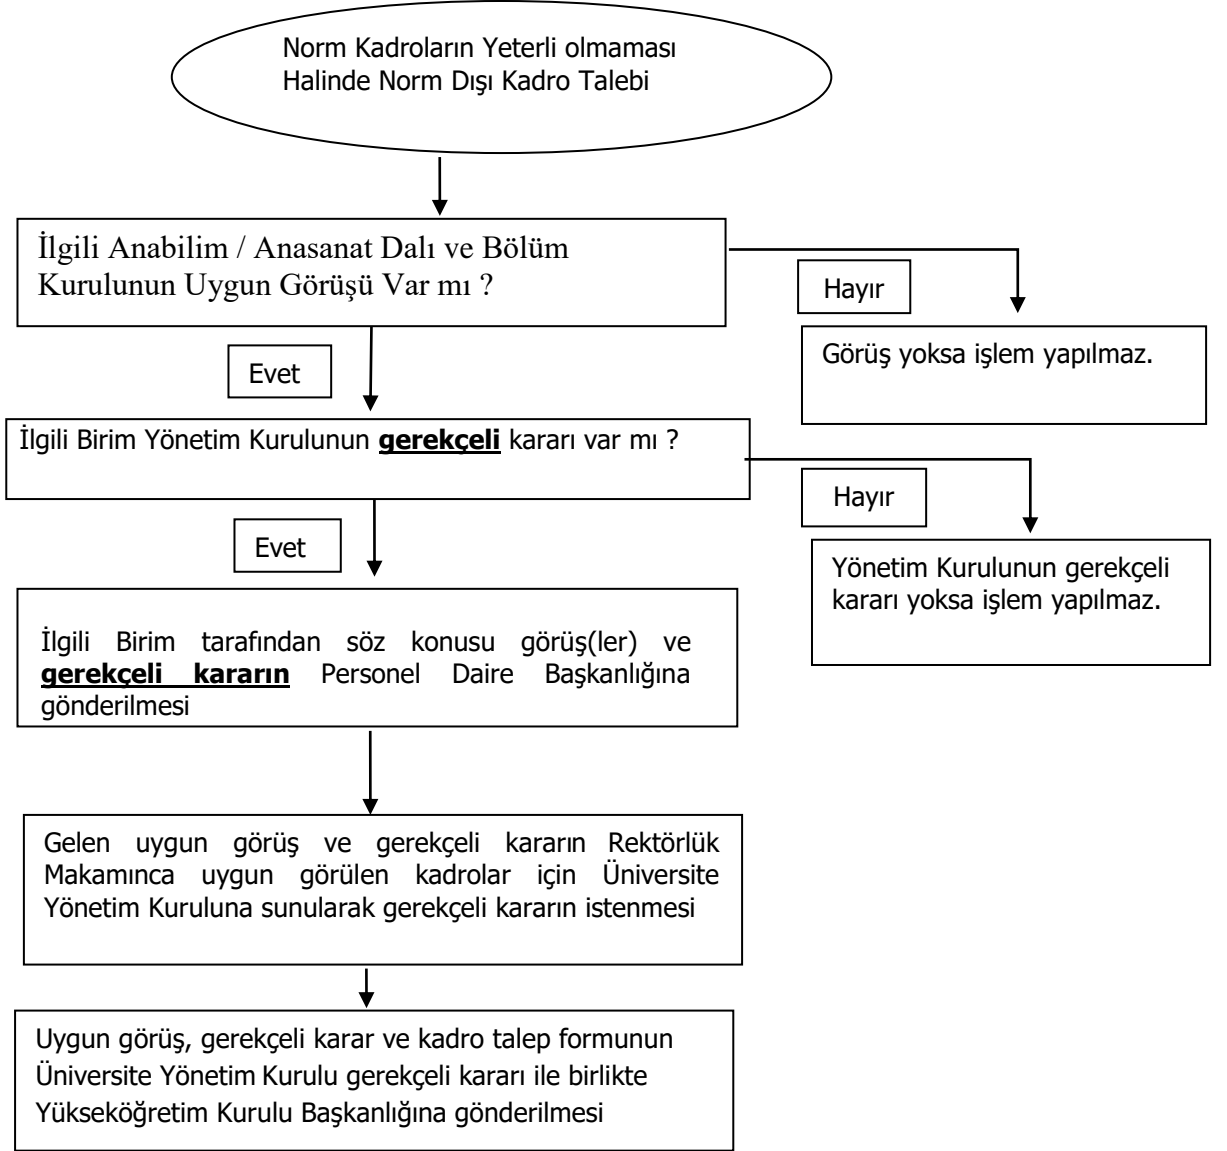 Norm Kadroların Yeterli olmaması
Halinde Norm Dışı Kadro Talebi
İlgili Anabilim / Anasanat Dalı ve Bölüm
Kurulunun Uygun Görüşü Var mı ?
Hayır
Görüş yoksa işlem yapılmaz.
Evet
İlgili Birim Yönetim Kurulunun gerekçeli kararı var mı ?
Hayır
Yönetim Kurulunun gerekçeli
kararı yoksa işlem yapılmaz.
Evet
İlgili Birim tarafından söz konusu görüş(ler) ve
gerekçeli kararın Personel Daire Başkanlığına
gönderilmesi
Gelen uygun görüş ve gerekçeli kararın Rektörlük
Makamınca uygun görülen kadrolar için Üniversite
Yönetim Kuruluna sunularak gerekçeli kararın istenmesi
Uygun görüş, gerekçeli karar ve kadro talep formunun
Üniversite Yönetim Kurulu gerekçeli kararı ile birlikte
Yükseköğretim Kurulu Başkanlığına gönderilmesi